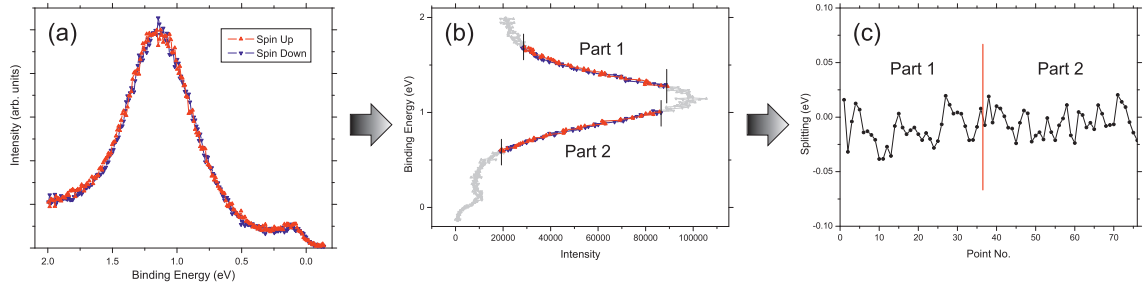 (a)
Spin Up
Spin Down
Intensity (arb. units)
2.0 1.5 1.0 0.5 0.0
Binding Energy (eV)
(b)
Part 1
Part 2
Binding Energy (eV)
2
1
0
0 20000 40000 60000 80000 100000
Intensity
(c)
Part 1 Part 2
Splitting (eV)
0.10
0.05
0.00
-0.05
-0.10
0 10 20 30 40 50 60 70
Point No.